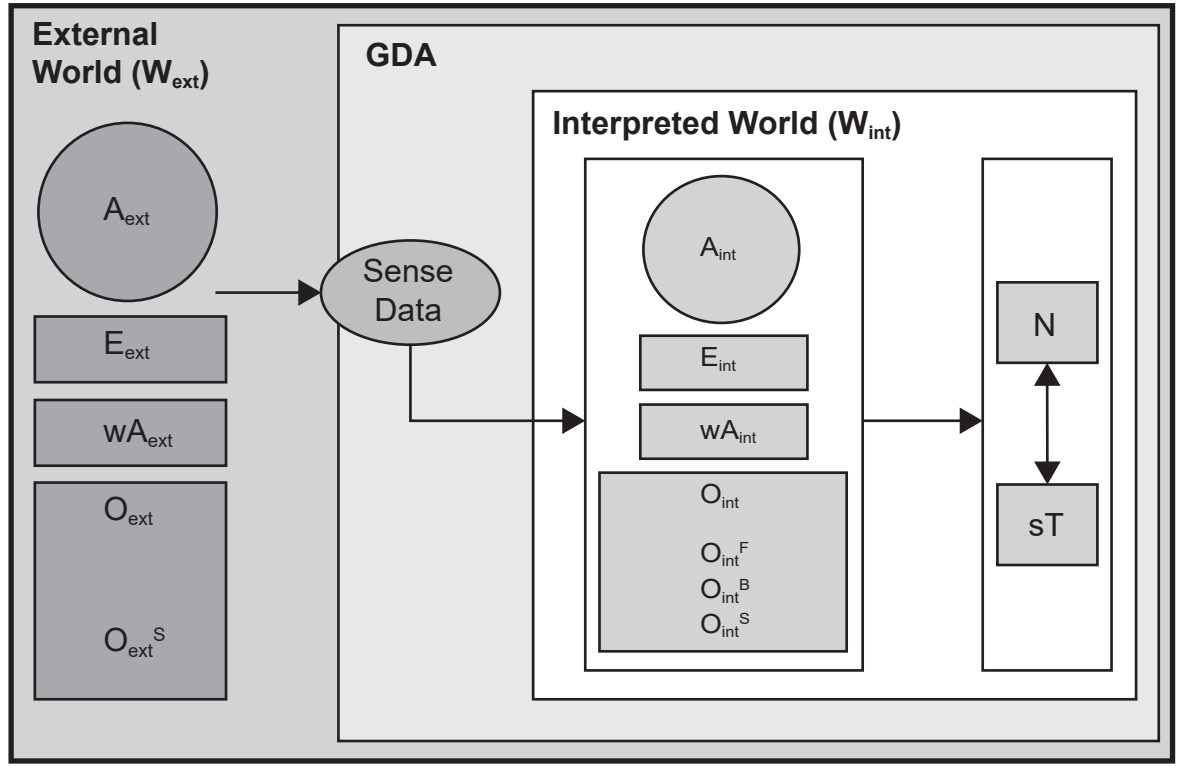 External
World (Wext)
GDA
Interpreted World (Wint)
Aext
Eext
wAext
Oext
OextS
Sense
Data
Aint
Eint
wAint
Oint
OintF
OintB
OintS
N
sT